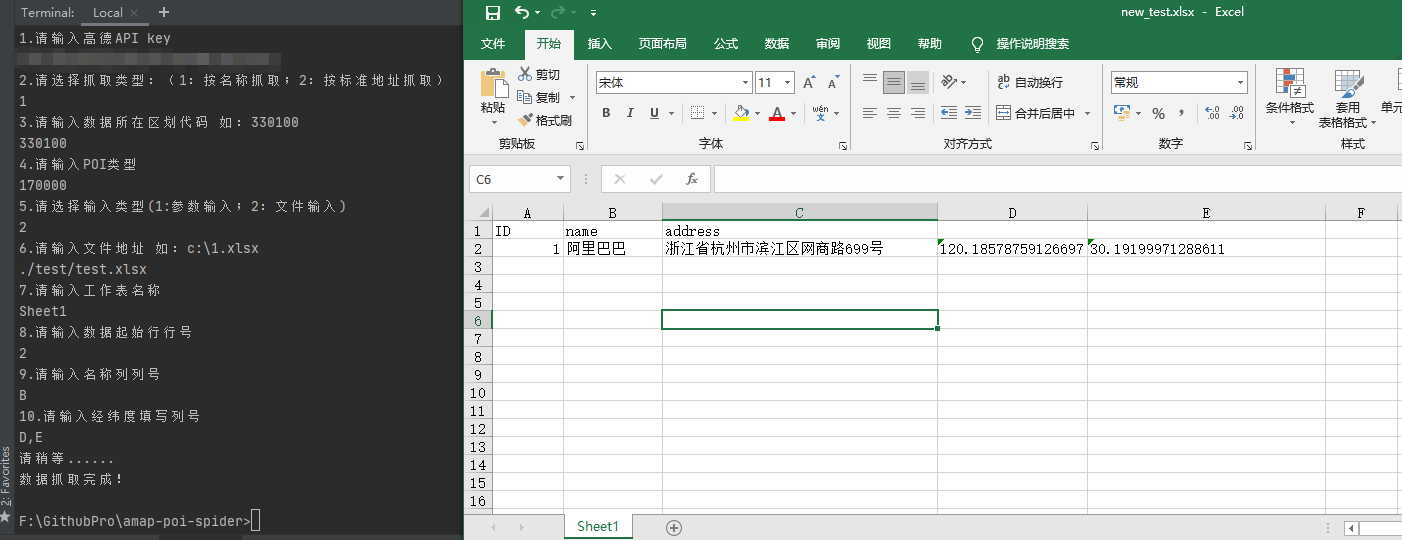 Terminal: Local × +
1.请输入高德API key
2.请选择抓取类型:（1: 按名称抓取；2: 按标准地址抓取）
1
3.请输入数据所在区划代码 如: 330100
330100
4.请输入POI类型
170000
5.请选择输入类型(1:参数输入；2: 文件输入)
2
6.请输入文件地址 如: c:\1.xlsx
./test/test.xlsx
7.请输入工作表名称
Sheet1
8.请输入数据起始行行号
2
9.请输入名称列列号
B
10.请输入经纬度填写列号
D,E
请稍等......
数据抓取完成!
F:\GithubPro\amap-poi-spider>
2: Favorites
new_test.xlsx - Excel
文件 开始 插入 页面布局 公式 数据 审阅 视图 帮助 操作说明搜索
粘贴 剪切 复制 格式刷
剪贴板
宋体 11 A A
B I U A wén 文
字体
ab 自动换行
合并后居中
对齐方式
常规
% , .00 .00
数字
条件格式 套用表格格式 单元
样式
C6 fx
A B C D E F
1 ID name address
2 1 阿里巴巴 浙江省杭州市滨江区网商路699号 120.18578759126697 30.19199971288611
3
4
5
6
7
8
9
10
11
12
13
14
15
16
Sheet1